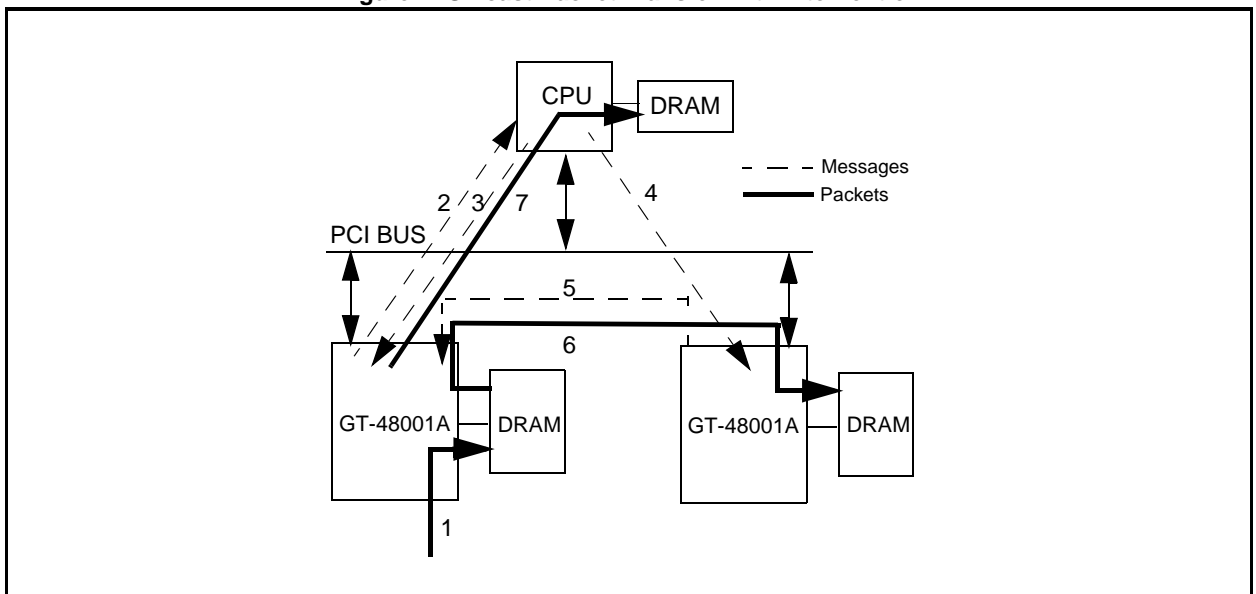 CPU
DRAM
Messages
Packets
2
3
7
4
PCI BUS
5
6
GT-48001A
DRAM
GT-48001A
DRAM
1